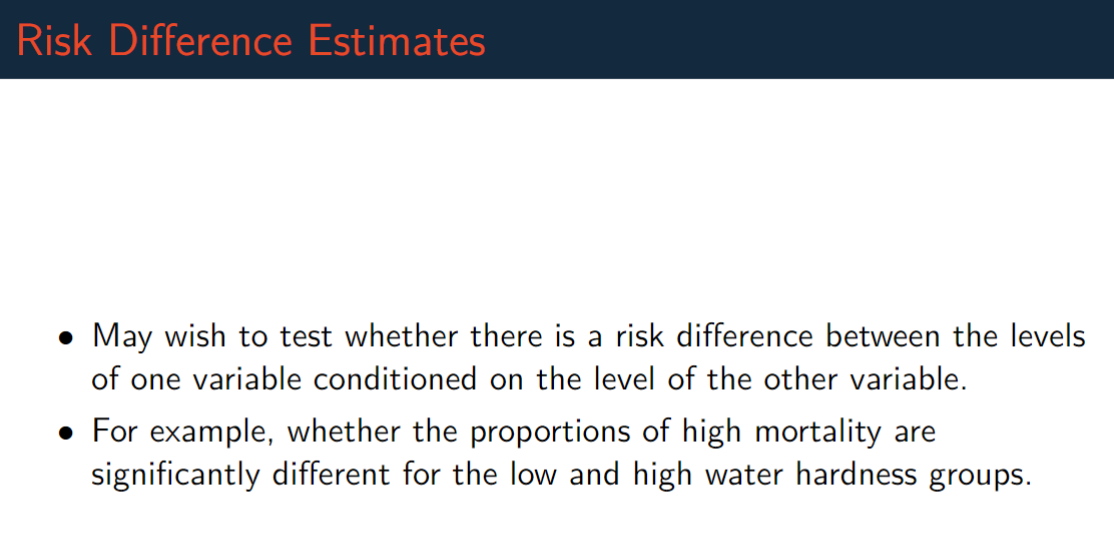 Risk Difference Estimates
• May wish to test whether there is a risk difference between the levels
of one variable conditioned on the level of the other variable.
• For example, whether the proportions of high mortality are
significantly different for the low and high water hardness groups.